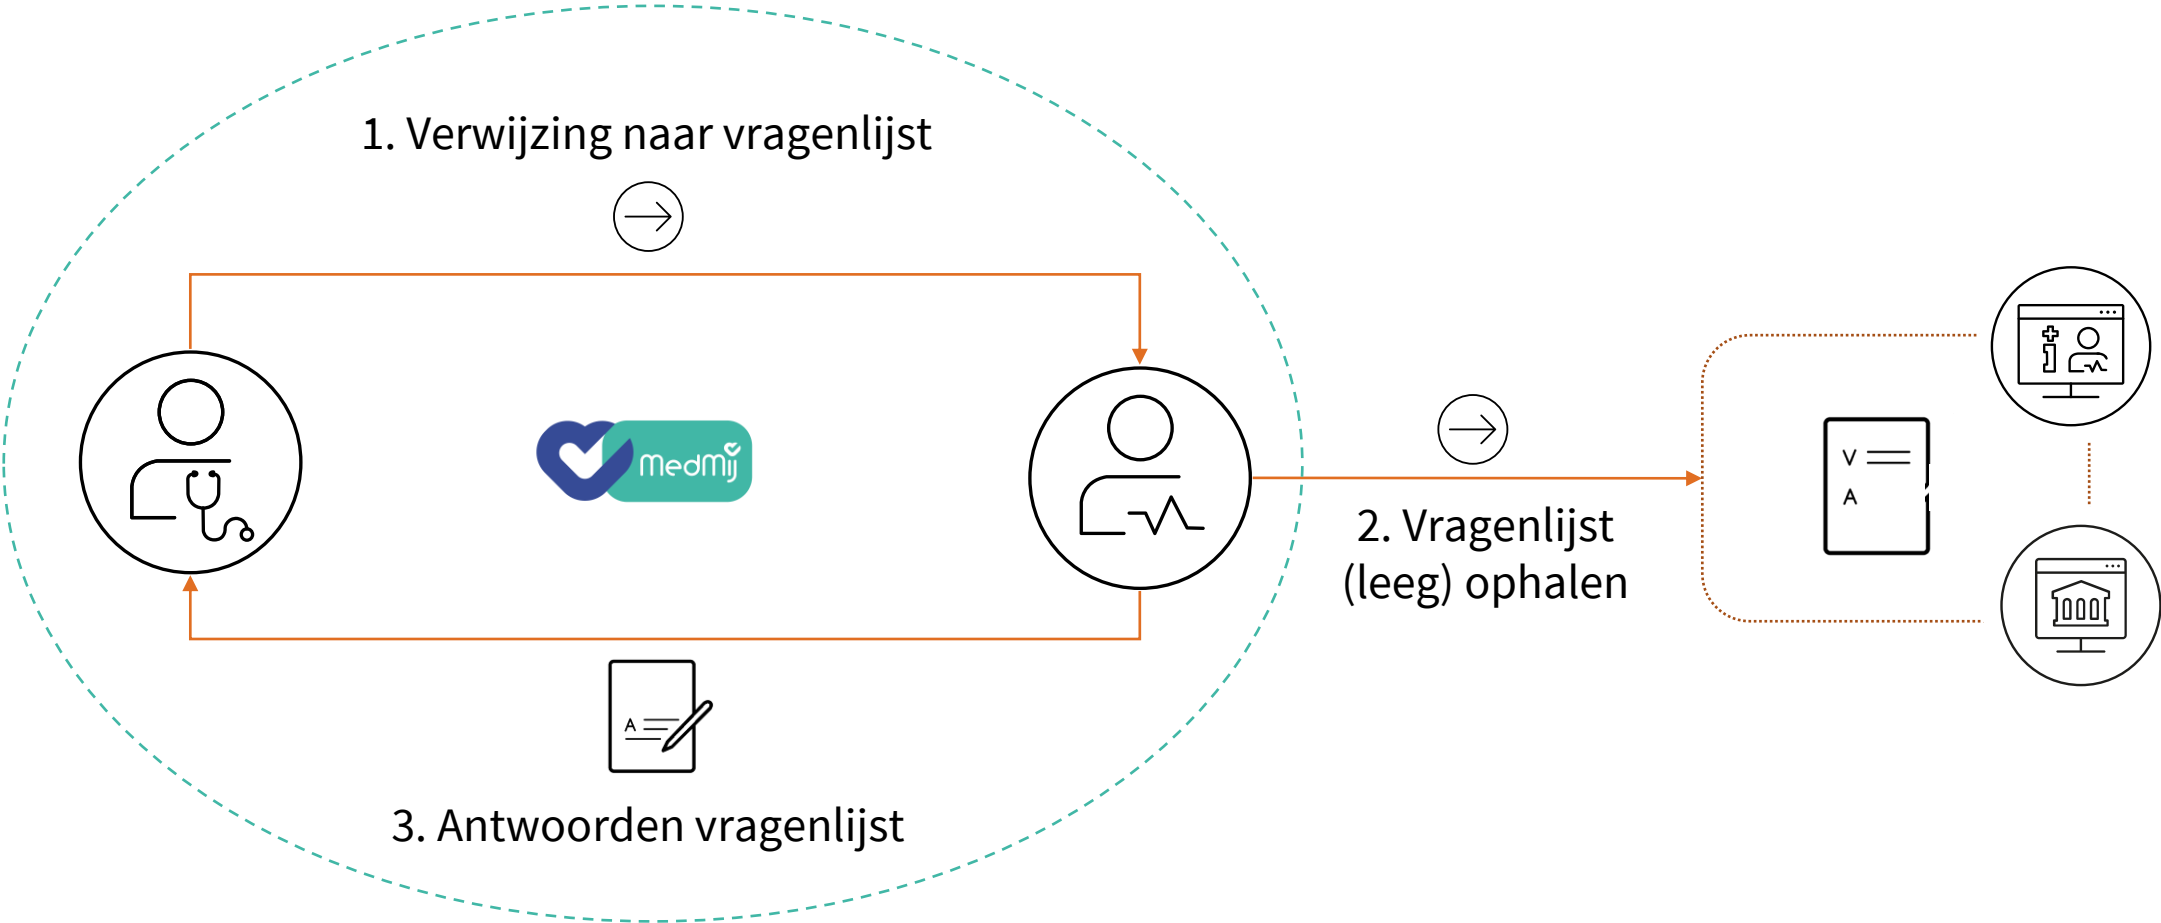 1. Verwijzing naar vragenlijst
MedMij
V
A
2. Vragenlijst
(leeg) ophalen
A
3. Antwoorden vragenlijst